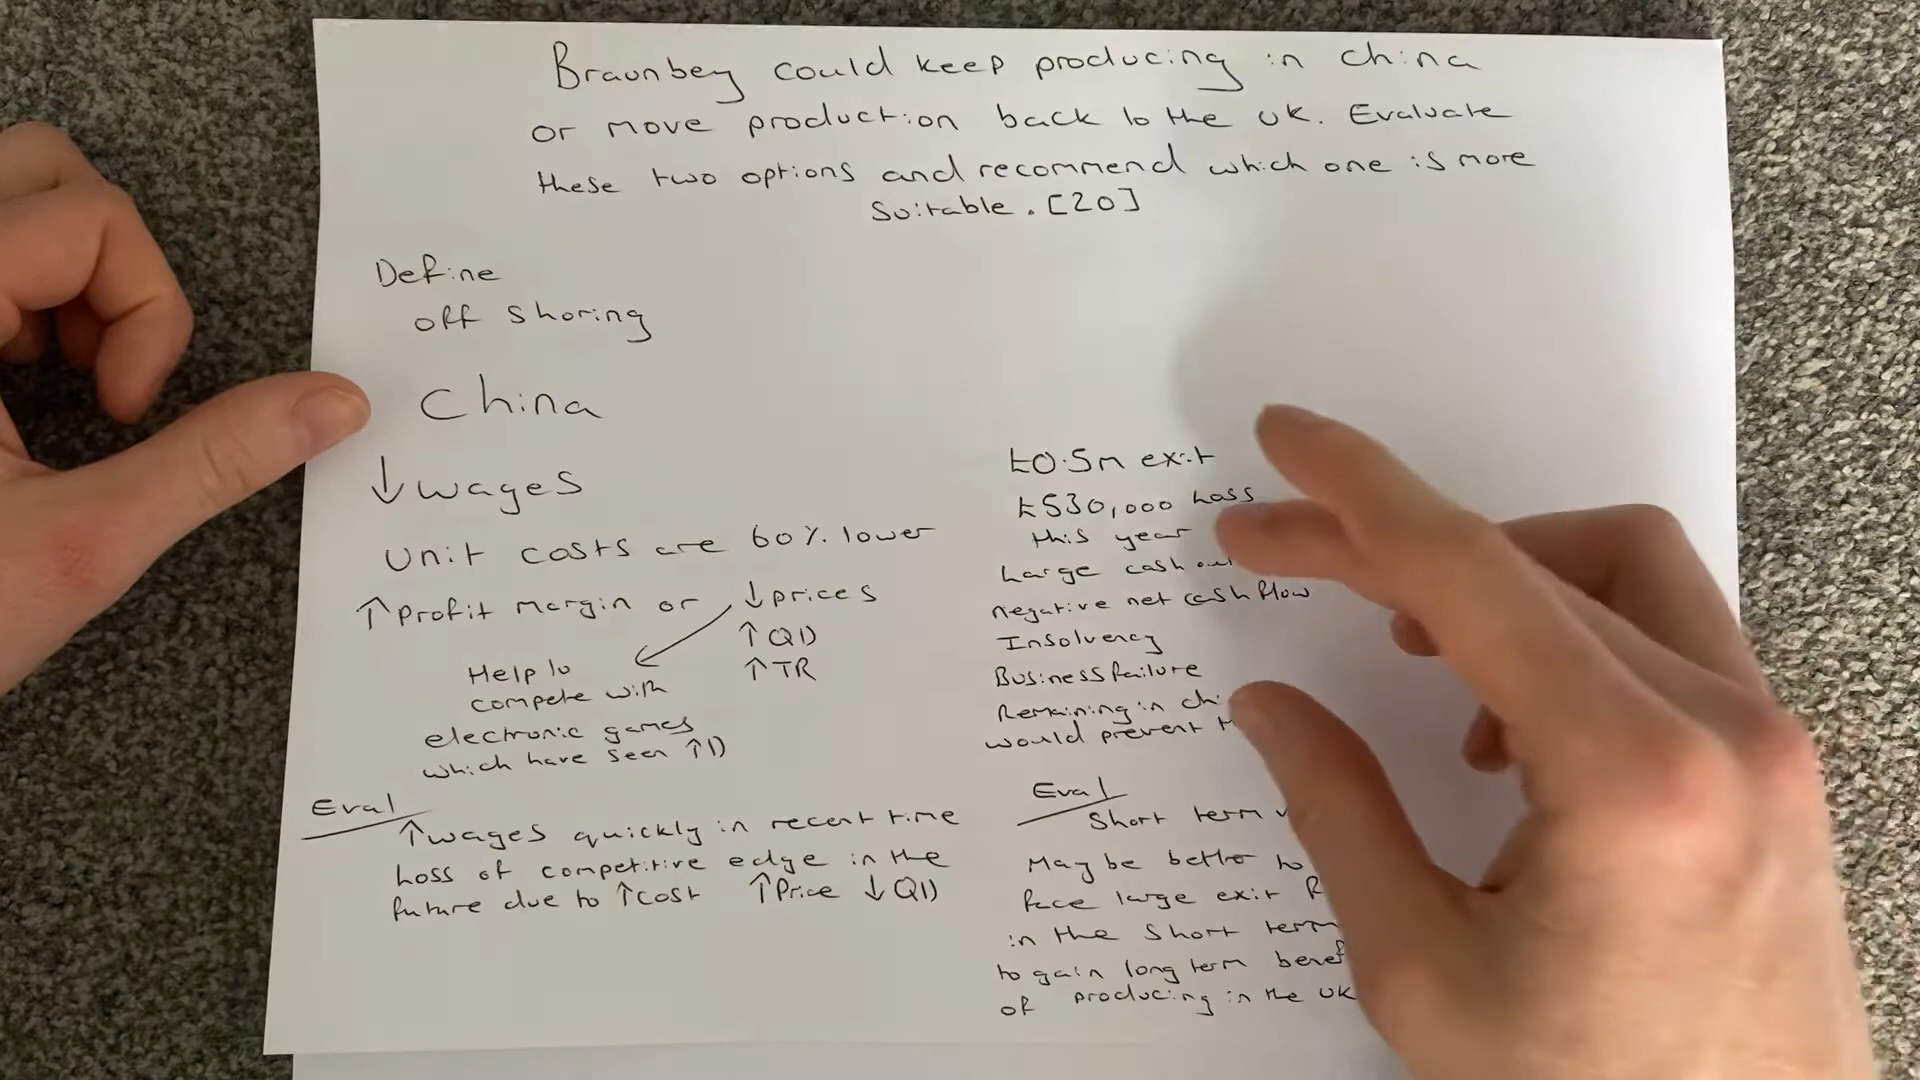 Braunbey could keep producing in china
or move production back to the UK. Evaluate
these two options and recommend which one is more
suitable. [20]
Define
off shoring
China
↓ wages
Unit costs are 60% lower
↑ Profit margin or ↓prices
↑QD
↑TR
Help to
compete with
electronic games
which have seen ↑D
Eval
↑wages quickly in recent time
Loss of competitive edge in the
future due to ↑cost ↑Price ↓QD
£0.5m exit
£530,000 loss
this year
Large cash
negative net cash flow
Insolvency
Business failure
Remaining in
would prevent
Eval
Short term
May be better to
face large exit
in the short term
to gain long term
of producing in the UK